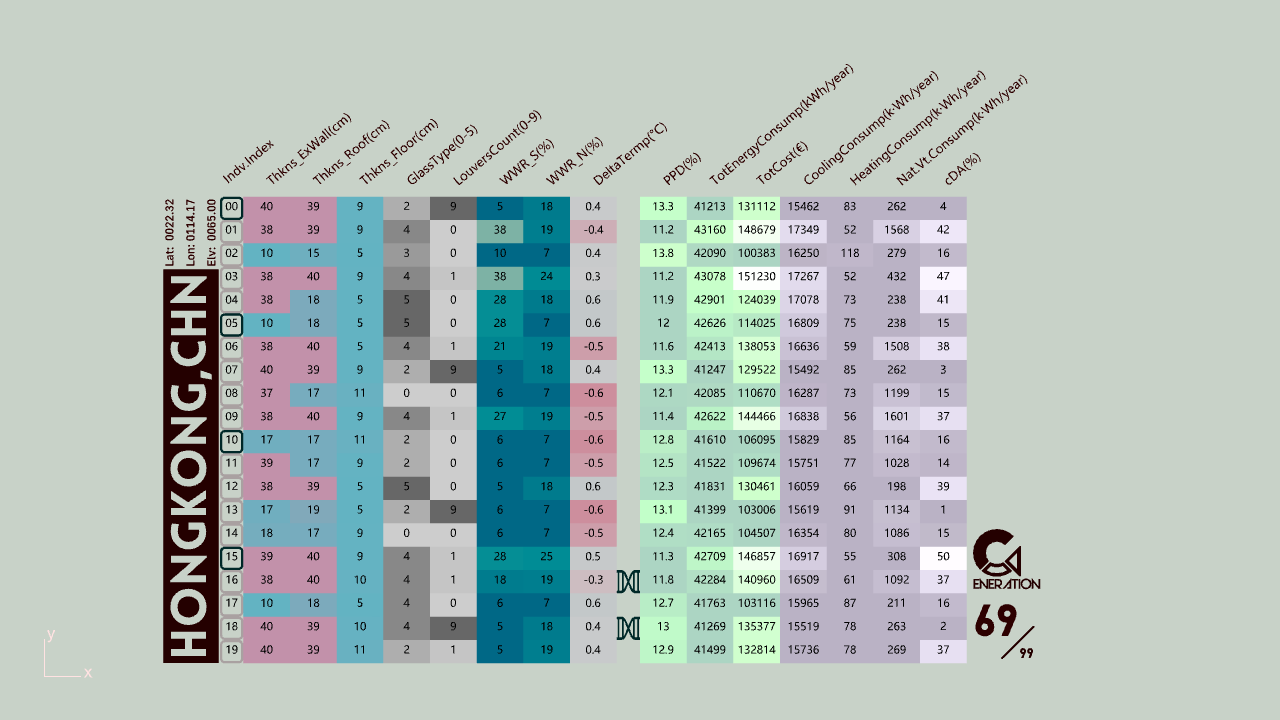 Indv.Index Thkns_ExWall(cm) Thkns_Roof(cm) Thkns_Floor(cm) GlassType(0-5) LouversCount(0-9) WWR_S(%) WWR_N(%) DeltaTermp(°C) PPD(%) TotEnergyConsump(kWh/year) TotCost(€) CoolingConsump(k·Wh/year) HeatingConsump(k·Wh/year) Nat.Vt.Consump(k·Wh/year) cDA(%)
Lat: 0022.32
Lon: 0114.17
Elv: 0065.00
HONGKONG,CHN
00 40 39 9 2 9 5 18 0.4 13.3 41213 131112 15462 83 262 4
01 38 39 9 4 0 38 19 -0.4 11.2 43160 148679 17349 52 1568 42
02 10 15 5 3 0 10 7 0.4 13.8 42090 100383 16250 118 279 16
03 38 40 9 4 1 38 24 0.3 11.2 43078 151230 17267 52 432 47
04 38 18 5 5 0 28 18 0.6 11.9 42901 124039 17078 73 238 41
05 10 18 5 5 0 28 7 0.6 12 42626 114025 16809 75 238 15
06 38 40 5 4 1 21 19 -0.5 11.6 42413 138053 16636 59 1508 38
07 40 39 9 2 9 5 18 0.4 13.3 41247 129522 15492 85 262 3
08 37 17 11 0 0 6 7 -0.6 12.1 42085 110670 16287 73 1199 15
09 38 40 9 4 1 27 19 -0.5 11.4 42622 144466 16838 56 1601 37
10 17 17 11 2 0 6 7 -0.6 12.8 41610 106095 15829 85 1164 16
11 39 17 9 2 0 6 7 -0.5 12.5 41522 109674 15751 77 1028 14
12 38 39 5 5 0 5 18 0.6 12.3 41831 130461 16059 66 198 39
13 17 19 5 2 9 6 7 -0.6 13.1 41399 103006 15619 91 1134 1
14 18 17 9 0 0 6 7 -0.5 12.4 42165 104507 16354 80 1086 15
15 39 40 9 4 1 28 25 0.5 11.3 42709 146857 16917 55 308 50
16 38 40 10 4 1 18 19 -0.3 11.8 42284 140960 16509 61 1092 37
17 10 18 5 4 0 6 7 0.6 12.7 41763 103116 15965 87 211 16
18 40 39 10 4 9 5 18 0.4 13 41269 135377 15519 78 263 2
19 40 39 11 2 1 5 19 0.4 12.9 41499 132814 15736 78 269 37
ENERATION
69/99
y
x